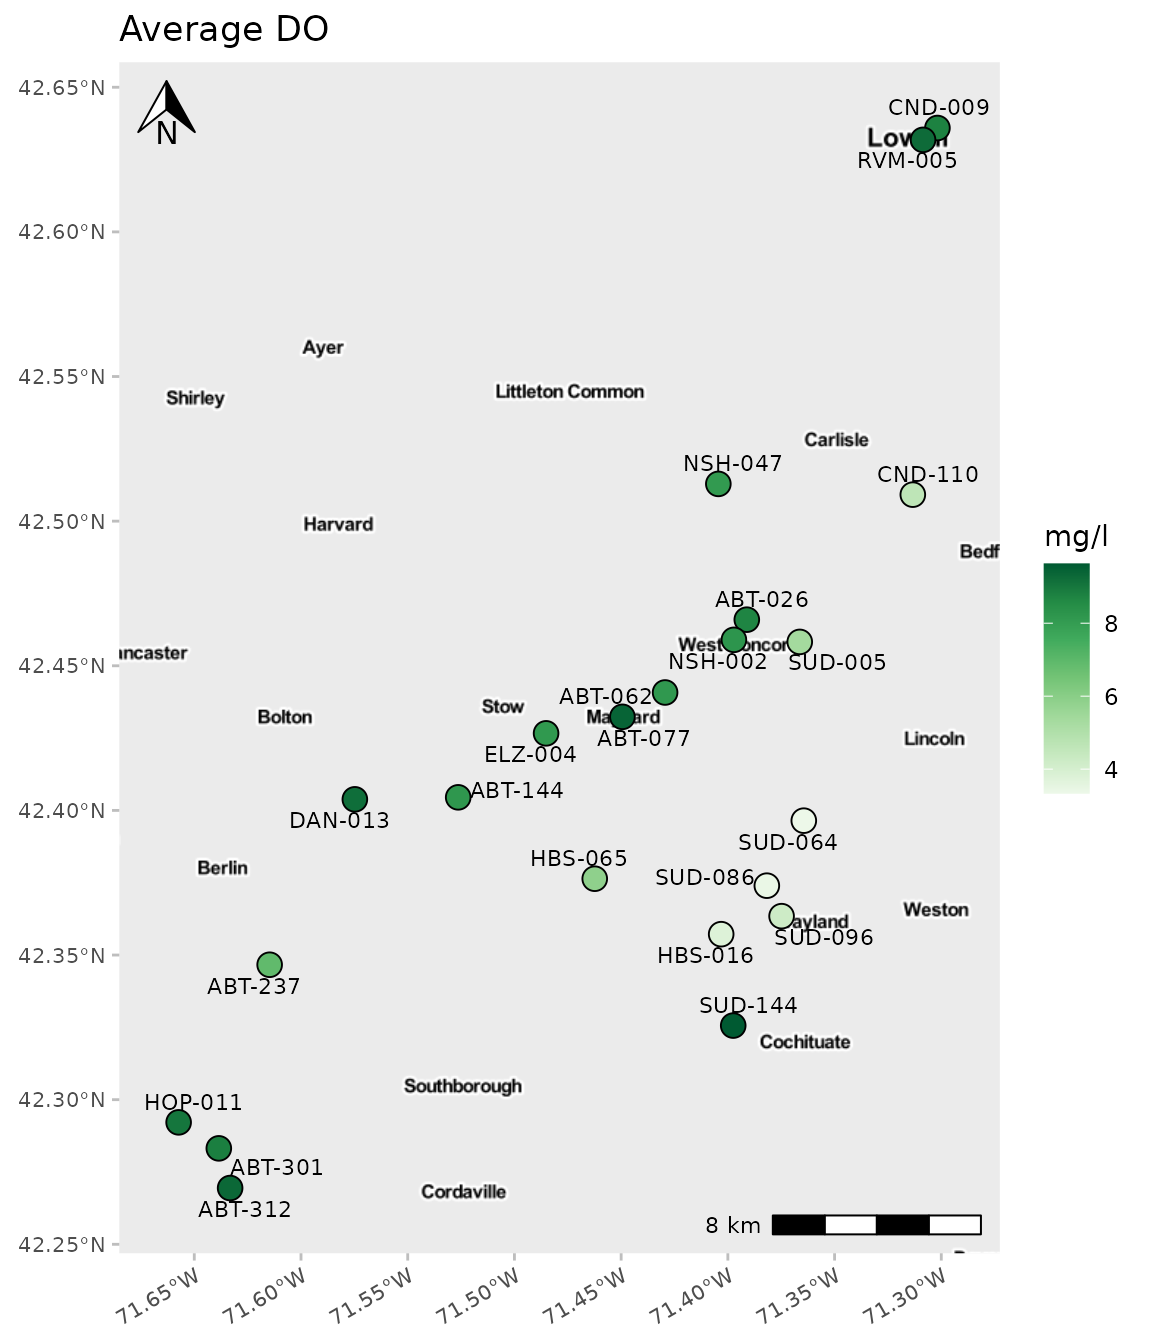 Average DO
42.65°N
N
CND-009
RVM-005
42.60°N
Ayer
42.55°N
Shirley
Littleton Common
Carlisle
NSH-047
CND-110
42.50°N
Harvard
Bedf
mg/l
8
6
4
ABT-026
NSH-002
SUD-005
ancaster
42.45°N
ABT-062
Stow
Bolton
ABT-077
Lincoln
ELZ-004
ABT-144
42.40°N
DAN-013
SUD-064
HBS-065
Berlin
SUD-086
Weston
ayland
SUD-096
42.35°N
HBS-016
ABT-237
SUD-144
Cochituate
42.30°N
HOP-011
Southborough
ABT-301
Cordaville
ABT-312
8 km
42.25°N
71.65°W
71.60°W
71.55°W
71.50°W
71.45°W
71.40°W
71.35°W
71.30°W